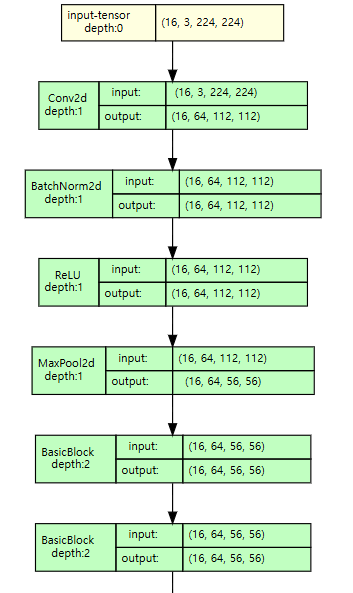 input-tensor
depth:0
(16, 3, 224, 224)
Conv2d
depth:1
input:
(16, 3, 224, 224)
output:
(16, 64, 112, 112)
BatchNorm2d
depth:1
input:
(16, 64, 112, 112)
output:
(16, 64, 112, 112)
ReLU
depth:1
input:
(16, 64, 112, 112)
output:
(16, 64, 112, 112)
MaxPool2d
depth:1
input:
(16, 64, 112, 112)
output:
(16, 64, 56, 56)
BasicBlock
depth:2
input:
(16, 64, 56, 56)
output:
(16, 64, 56, 56)
BasicBlock
depth:2
input:
(16, 64, 56, 56)
output:
(16, 64, 56, 56)